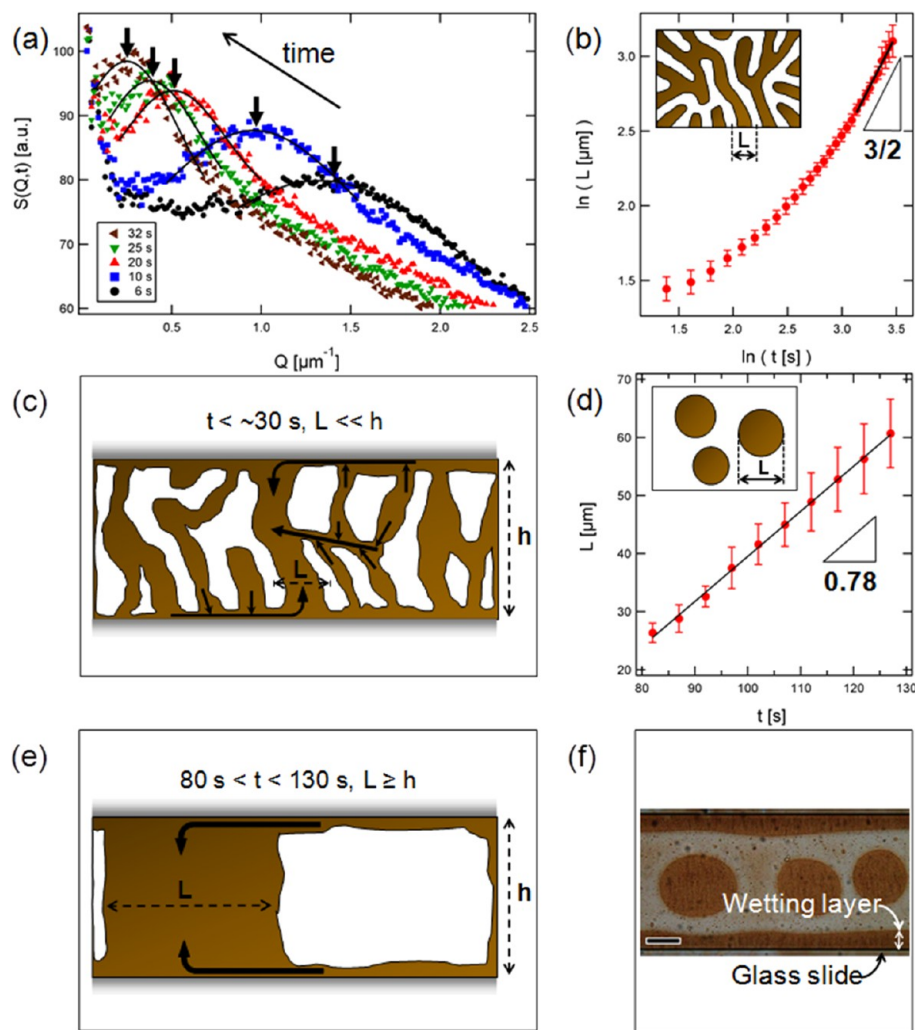 (a)
time
S(Q,t) [a.u.]
100
90
80
70
60
32 s
25 s
20 s
10 s
6 s
0.5
1.0
1.5
2.0
2.5
Q [µm⁻¹]
(b)
ln ( L [µm] )
3.0
2.5
2.0
1.5
L
3/2
1.5
2.0
2.5
3.0
3.5
ln ( t [s] )
(c)
t < ~30 s, L << h
L
h
(d)
L [µm]
70
60
50
40
30
20
L
0.78
80
90
100
110
120
130
t [s]
(e)
80 s < t < 130 s, L ≥ h
L
h
(f)
Wetting layer
Glass slide